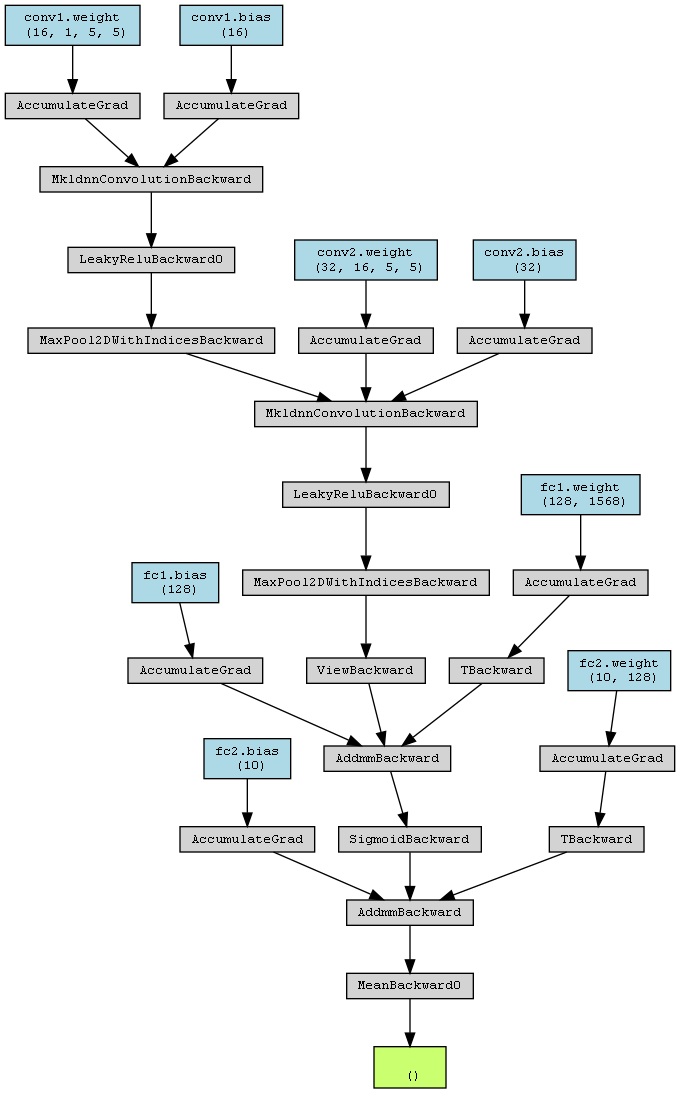 conv1.weight
(16, 1, 5, 5)
conv1.bias
(16)
AccumulateGrad
AccumulateGrad
MkldnnConvolutionBackward
LeakyReluBackward0
conv2.weight
(32, 16, 5, 5)
conv2.bias
(32)
MaxPool2DWithIndicesBackward
AccumulateGrad
AccumulateGrad
MkldnnConvolutionBackward
LeakyReluBackward0
fc1.weight
(128, 1568)
fc1.bias
(128)
MaxPool2DWithIndicesBackward
AccumulateGrad
AccumulateGrad
ViewBackward
TBackward
fc2.weight
(10, 128)
fc2.bias
(10)
AddmmBackward
AccumulateGrad
AccumulateGrad
SigmoidBackward
TBackward
AddmmBackward
MeanBackward0
()